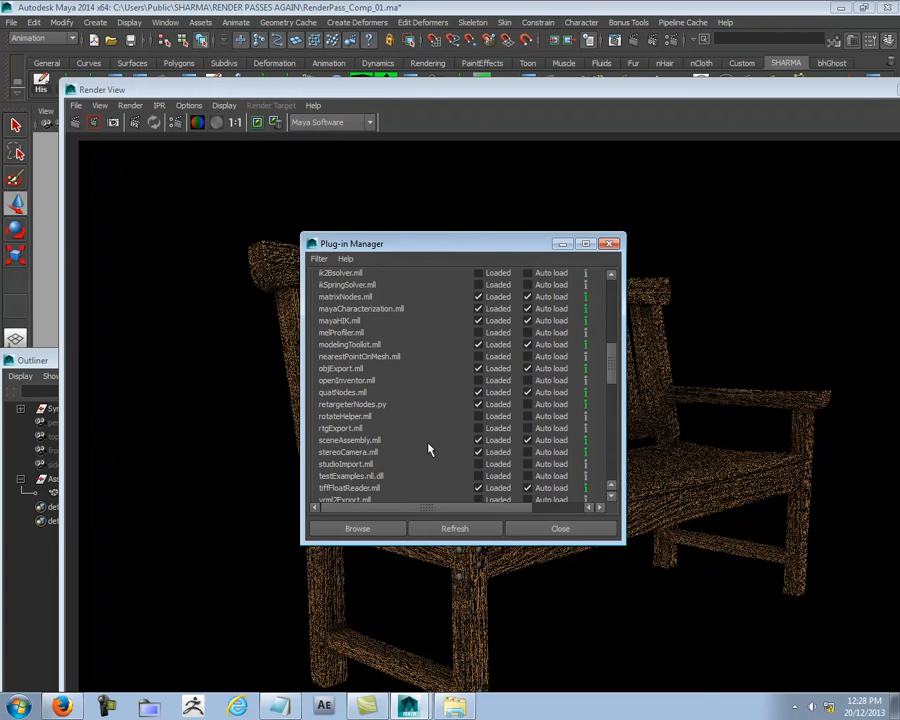 Autodesk Maya 2014 x64: C:\Users\Public\SHARMA\RENDER PASSES AGAIN\RenderPass_Comp_01.ma*
File Edit Modify Create Display Window Assets Animate Geometry Cache Create Deformers Edit Deformers Skeleton Skin Constrain Character Bonus Tools Pipeline Cache Help
Animation
General Curves Surfaces Polygons Subdivs Deformation Animation Dynamics Rendering PaintEffects Toon Muscle Fluids Fur nHair nCloth Custom SHARMA bhGhost
His
Render View
View
File View Render IPR Options Display Render Target Help
1:1 Maya Software
Plug-in Manager
Filter Help
ik2Bsolver.mll Loaded Auto load i
ikSpringSolver.mll Loaded Auto load i
matrixNodes.mll Loaded Auto load i
mayaCharacterization.mll Loaded Auto load i
mayaHIK.mll Loaded Auto load i
melProfiler.mll Loaded Auto load i
modelingToolkit.mll Loaded Auto load i
nearestPointOnMesh.mll Loaded Auto load i
objExport.mll Loaded Auto load i
openInventor.mll Loaded Auto load i
quatNodes.mll Loaded Auto load i
retargeterNodes.py Loaded Auto load i
rotateHelper.mll Loaded Auto load i
rtgExport.mll Loaded Auto load i
sceneAssembly.mll Loaded Auto load i
stereoCamera.mll Loaded Auto load i
studioImport.mll Loaded Auto load i
testExamples.nll.dll Loaded Auto load i
tiffFloatReader.mll Loaded Auto load i
vrml2Export.mll Loaded Auto load
Browse Refresh Close
Outliner
Display Sho
AE
12:28 PM
20/12/2013